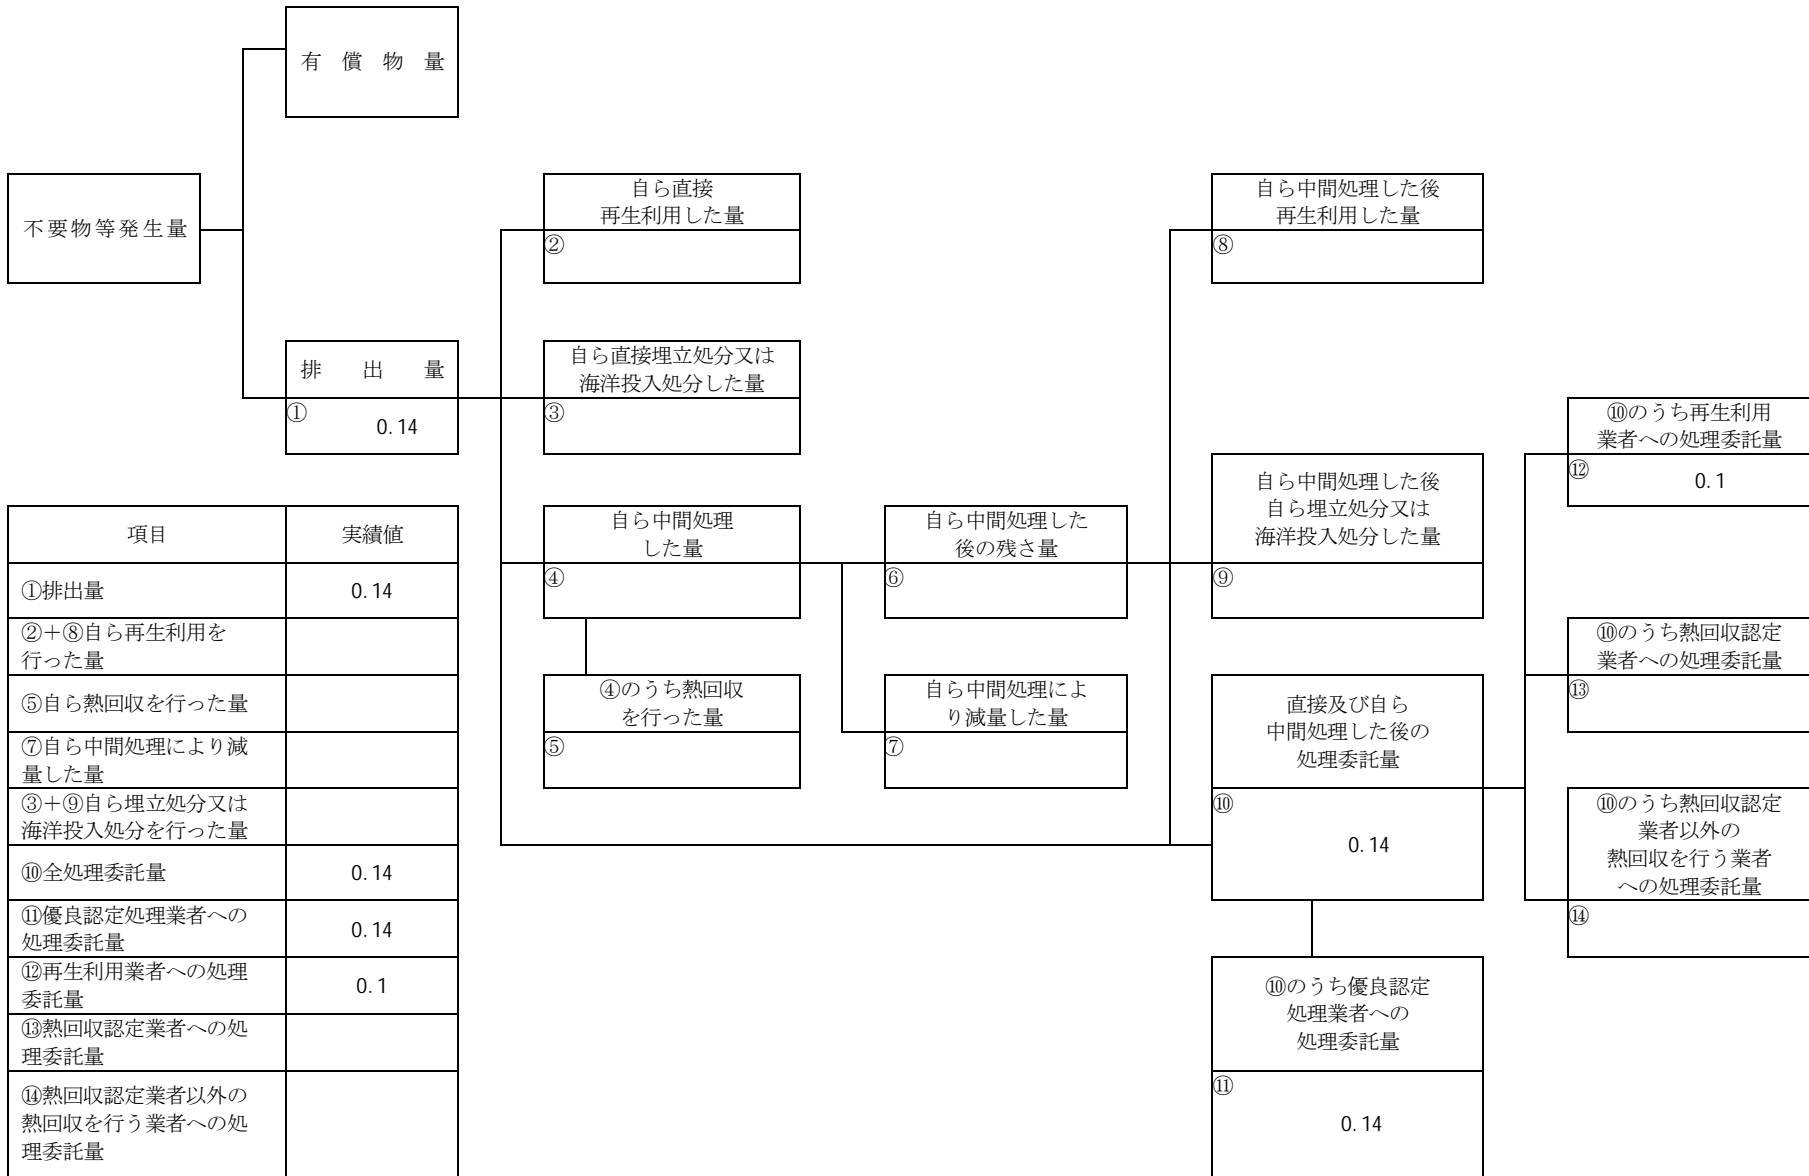 有　償　物　量
不要物等発生量
自ら直接
再生利用した量
②
自ら中間処理した後
再生利用した量
⑧
排　出　量
①
0.14
自ら直接埋立処分又は
海洋投入処分した量
③
⑩のうち再生利用
業者への処理委託量
⑫
0.1
自ら中間処理した後
自ら埋立処分又は
海洋投入処分した量
⑨
自ら中間処理
した量
④
自ら中間処理した
後の残さ量
⑥
⑩のうち熱回収認定
業者への処理委託量
⑬
④のうち熱回収
を行った量
⑤
自ら中間処理によ
り減量した量
⑦
直接及び自ら
中間処理した後の
処理委託量
⑩
0.14
⑩のうち熱回収認定
業者以外の
熱回収を行う業者
への処理委託量
⑭
⑩のうち優良認定
処理業者への
処理委託量
⑪
0.14
項目
実績値
①排出量
0.14
②＋⑧自ら再生利用を
行った量
⑤自ら熱回収を行った量
⑦自ら中間処理により減
量した量
③＋⑨自ら埋立処分又は
海洋投入処分を行った量
⑩全処理委託量
0.14
⑪優良認定処理業者への
処理委託量
0.14
⑫再生利用業者への処理
委託量
0.1
⑬熱回収認定業者への処
理委託量
⑭熱回収認定業者以外の
熱回収を行う業者への処
理委託量